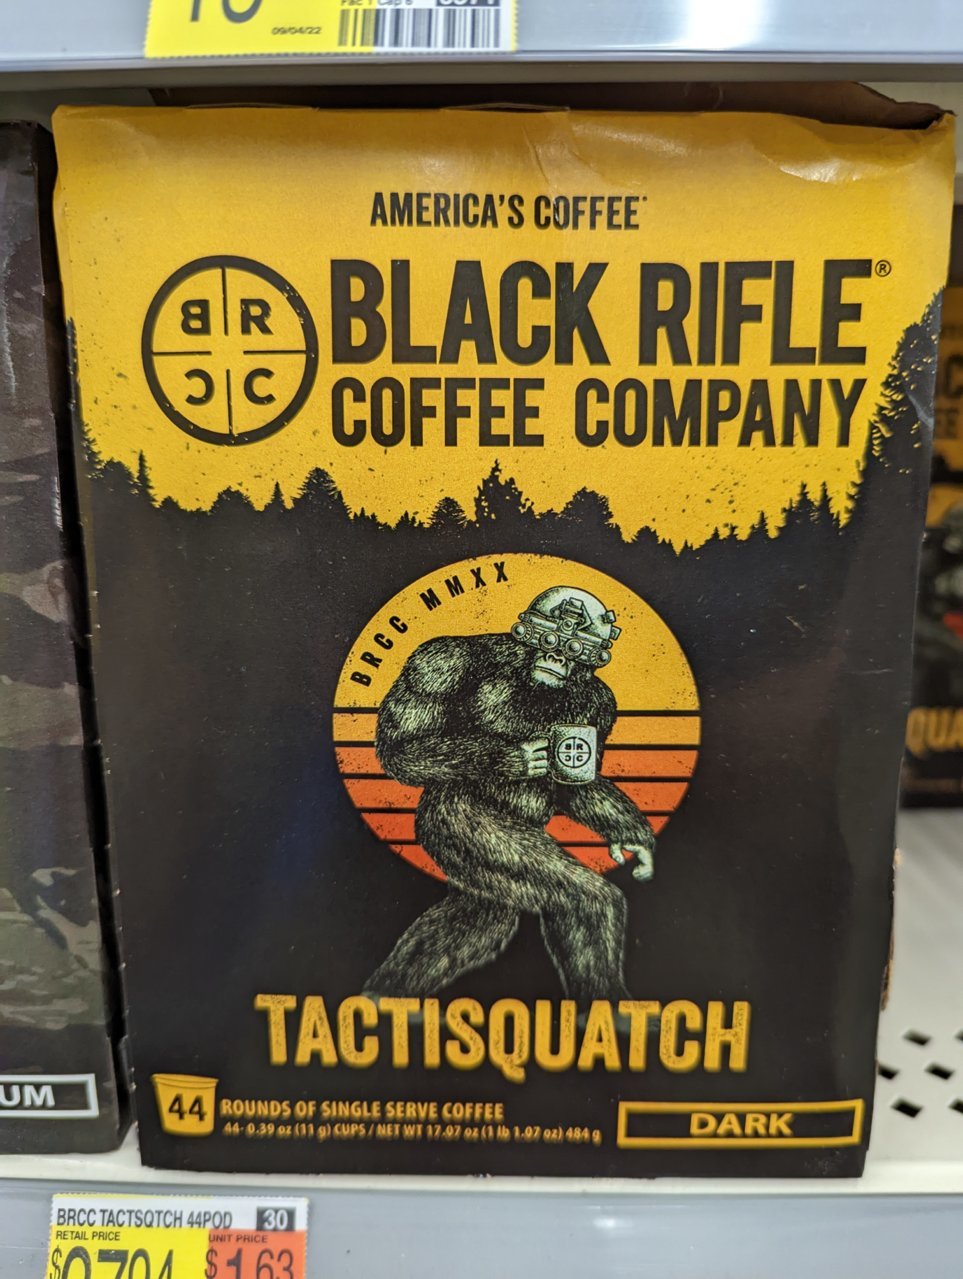 09/04/22
AMERICA'S COFFEE
B R
C C
BLACK RIFLE®
COFFEE COMPANY
BRCC MMXX
B R
C C
TACTISQUATCH
44
ROUNDS OF SINGLE SERVE COFFEE
44- 0.39 oz (11 g) CUPS / NET WT 17.07 oz (1 lb 1.07 oz) 484 g
DARK
UM
QUA
BRCC TACTSQTCH 44POD 30
RETAIL PRICE
UNIT PRICE
$ 1.63